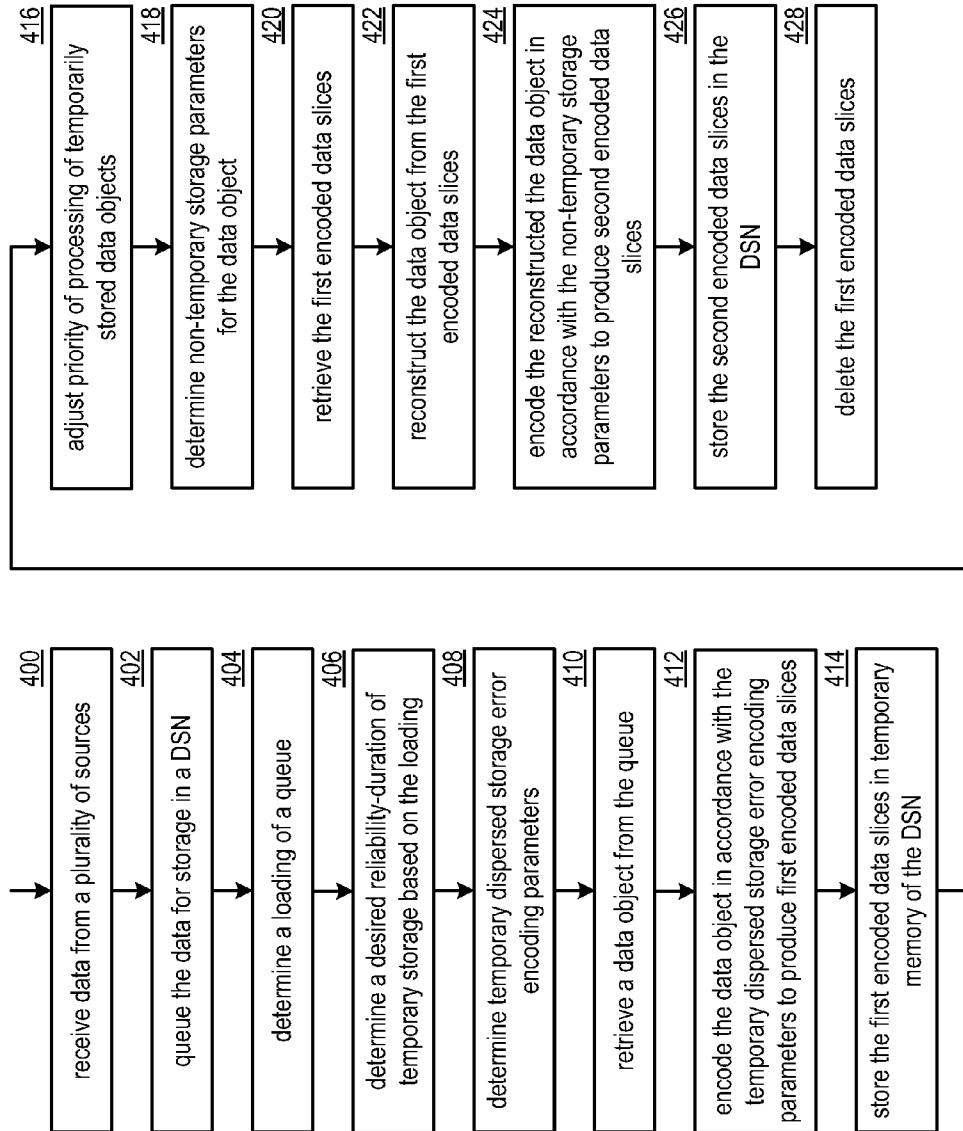 400
receive data from a plurality of sources
402
queue the data for storage in a DSN
404
determine a loading of a queue
406
determine a desired reliability-duration of
temporary storage based on the loading
408
determine temporary dispersed storage error
encoding parameters
410
retrieve a data object from the queue
412
encode the data object in accordance with the
temporary dispersed storage error encoding
parameters to produce first encoded data slices
414
store the first encoded data slices in temporary
memory of the DSN
416
adjust priority of processing of temporarily
stored data objects
418
determine non-temporary storage parameters
for the data object
420
retrieve the first encoded data slices
422
reconstruct the data object from the first
encoded data slices
424
encode the reconstructed the data object in
accordance with the non-temporary storage
parameters to produce second encoded data
slices
426
store the second encoded data slices in the
DSN
428
delete the first encoded data slices